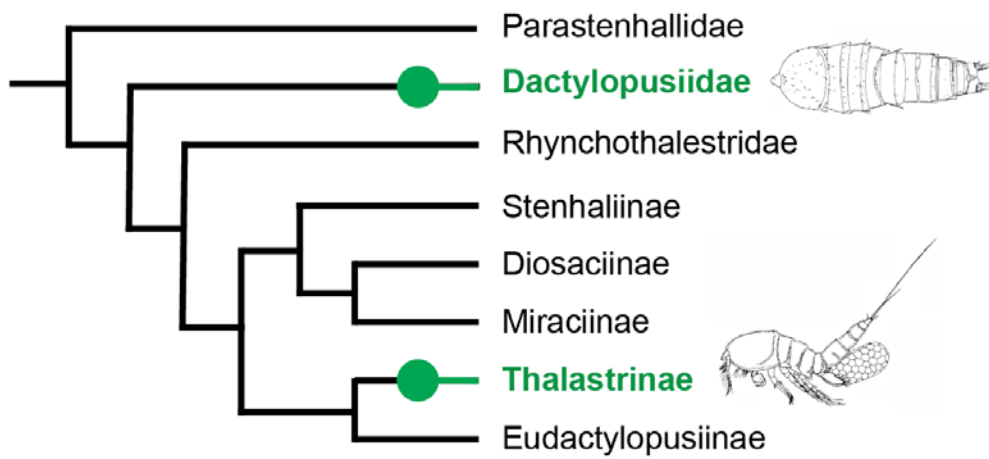 Parastenhallidae
Dactylopusiidae
Rhynchothalestridae
Stenhaliinae
Diosaciinae
Miraciinae
Thalastrinae
Eudactylopusiinae